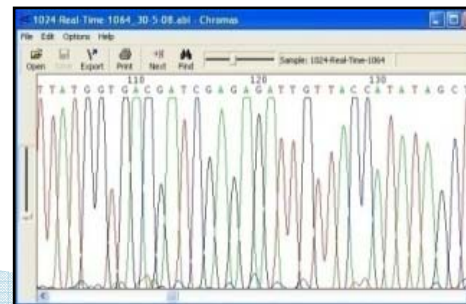 1024-Real-Time 1064_30-5-08.abl - Chromas
File Edit Options Help
Open Save Export Print Next Find Sample: 1024-Real-Time-1064
110 120 130
T T A T G G T G A C G A T C G A G A G A T T G T T A C C A T A T A G C T